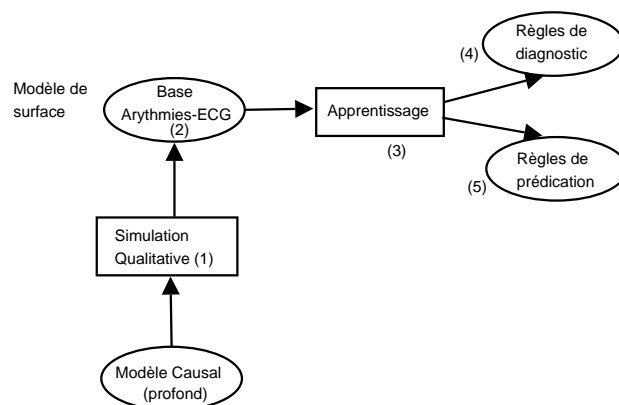 Règles de
diagnostic
(4)
Modèle de
surface
Base
Arythmies-ECG
(2)
Apprentissage
(3)
Règles de
prédication
(5)
Simulation
Qualitative (1)
Modèle Causal
(profond)